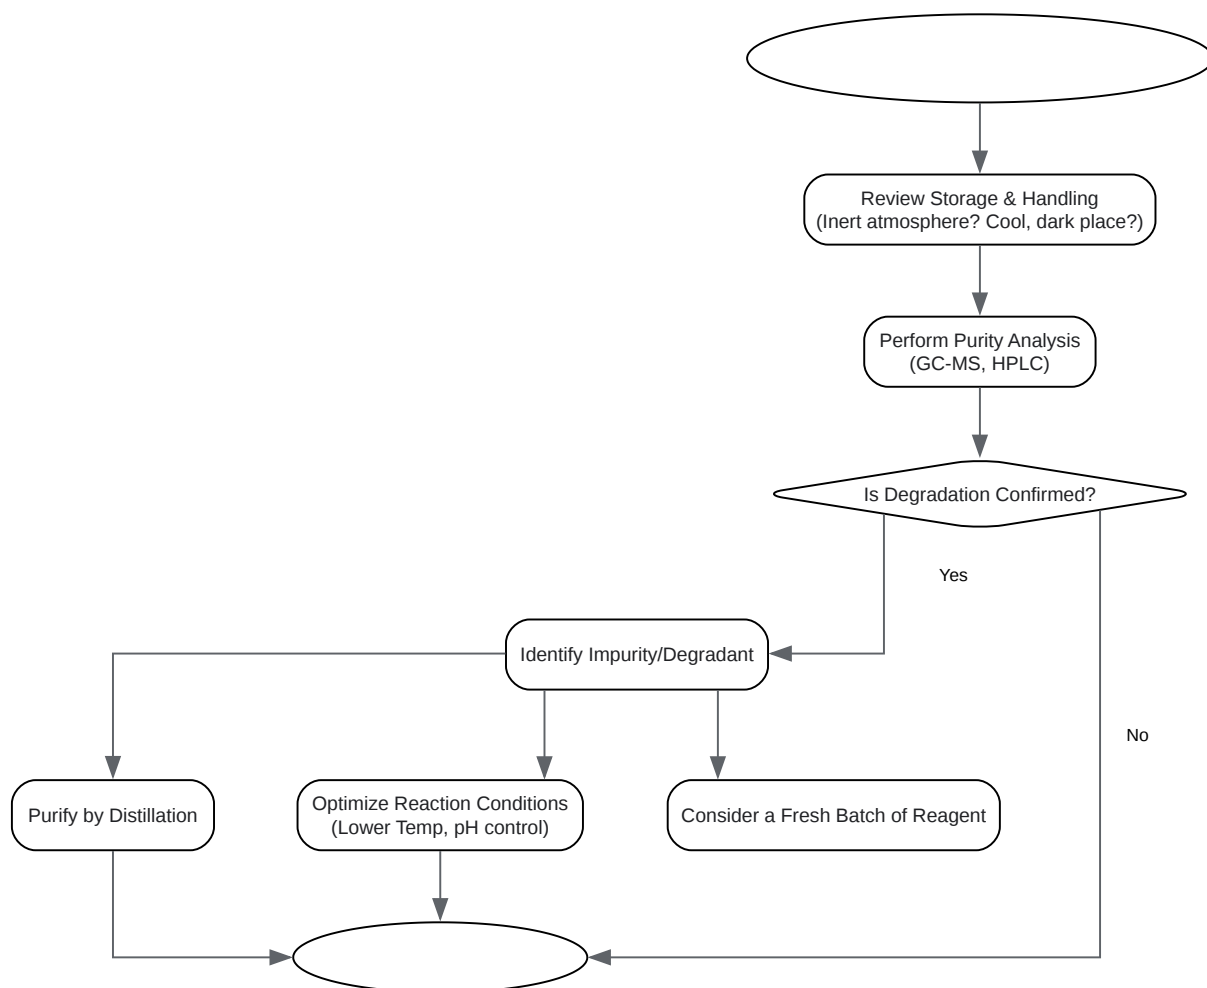 Review Storage & Handling
(Inert atmosphere? Cool, dark place?)
Perform Purity Analysis
(GC-MS, HPLC)
Is Degradation Confirmed?
Yes
Identify Impurity/Degradant
No
Purify by Distillation
Optimize Reaction Conditions
(Lower Temp, pH control)
Consider a Fresh Batch of Reagent